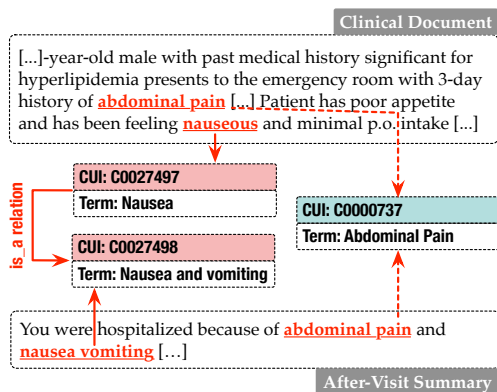 Clinical Document
[...]-year-old male with past medical history significant for
hyperlipidemia presents to the emergency room with 3-day
history of abdominal pain [...] Patient has poor appetite
and has been feeling nauseous and minimal p.o. intake [...]
CUI: C0027497
Term: Nausea
CUI: C0000737
Term: Abdominal Pain
is_a relation
CUI: C0027498
Term: Nausea and vomiting
You were hospitalized because of abdominal pain and
nausea vomiting [...]
After-Visit Summary